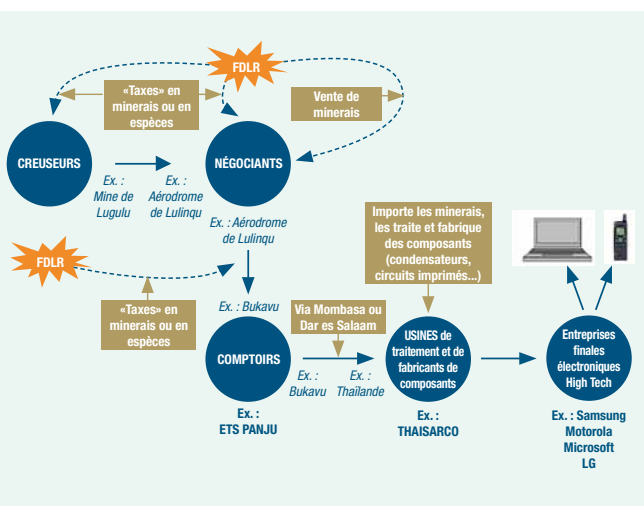 FDLR
«Taxes» en
minerais ou en
espèces
Vente de
minerais
CREUSEURS
NÉGOCIANTS
Ex. :
Mine de
Lugulu
Ex. :
Aérodrome
de Lulinqu
Ex. : Aérodrome
de Lulinqu
FDLR
«Taxes» en
minerais ou en
espèces
Ex. : Bukavu
COMPTOIRS
Ex. :
ETS PANJU
Via Mombasa ou
Dar es Salaam
Ex. :
Bukavu
Ex. :
Thaïlande
Importe les minerais,
les traite et fabrique
des composants
(condensateurs,
circuits imprimés...)
USINES de
traitement et de
fabricants de
composants
Ex. :
THAISARCO
Entreprises
finales
électroniques
High Tech
Ex. : Samsung
Motorola
Microsoft
LG